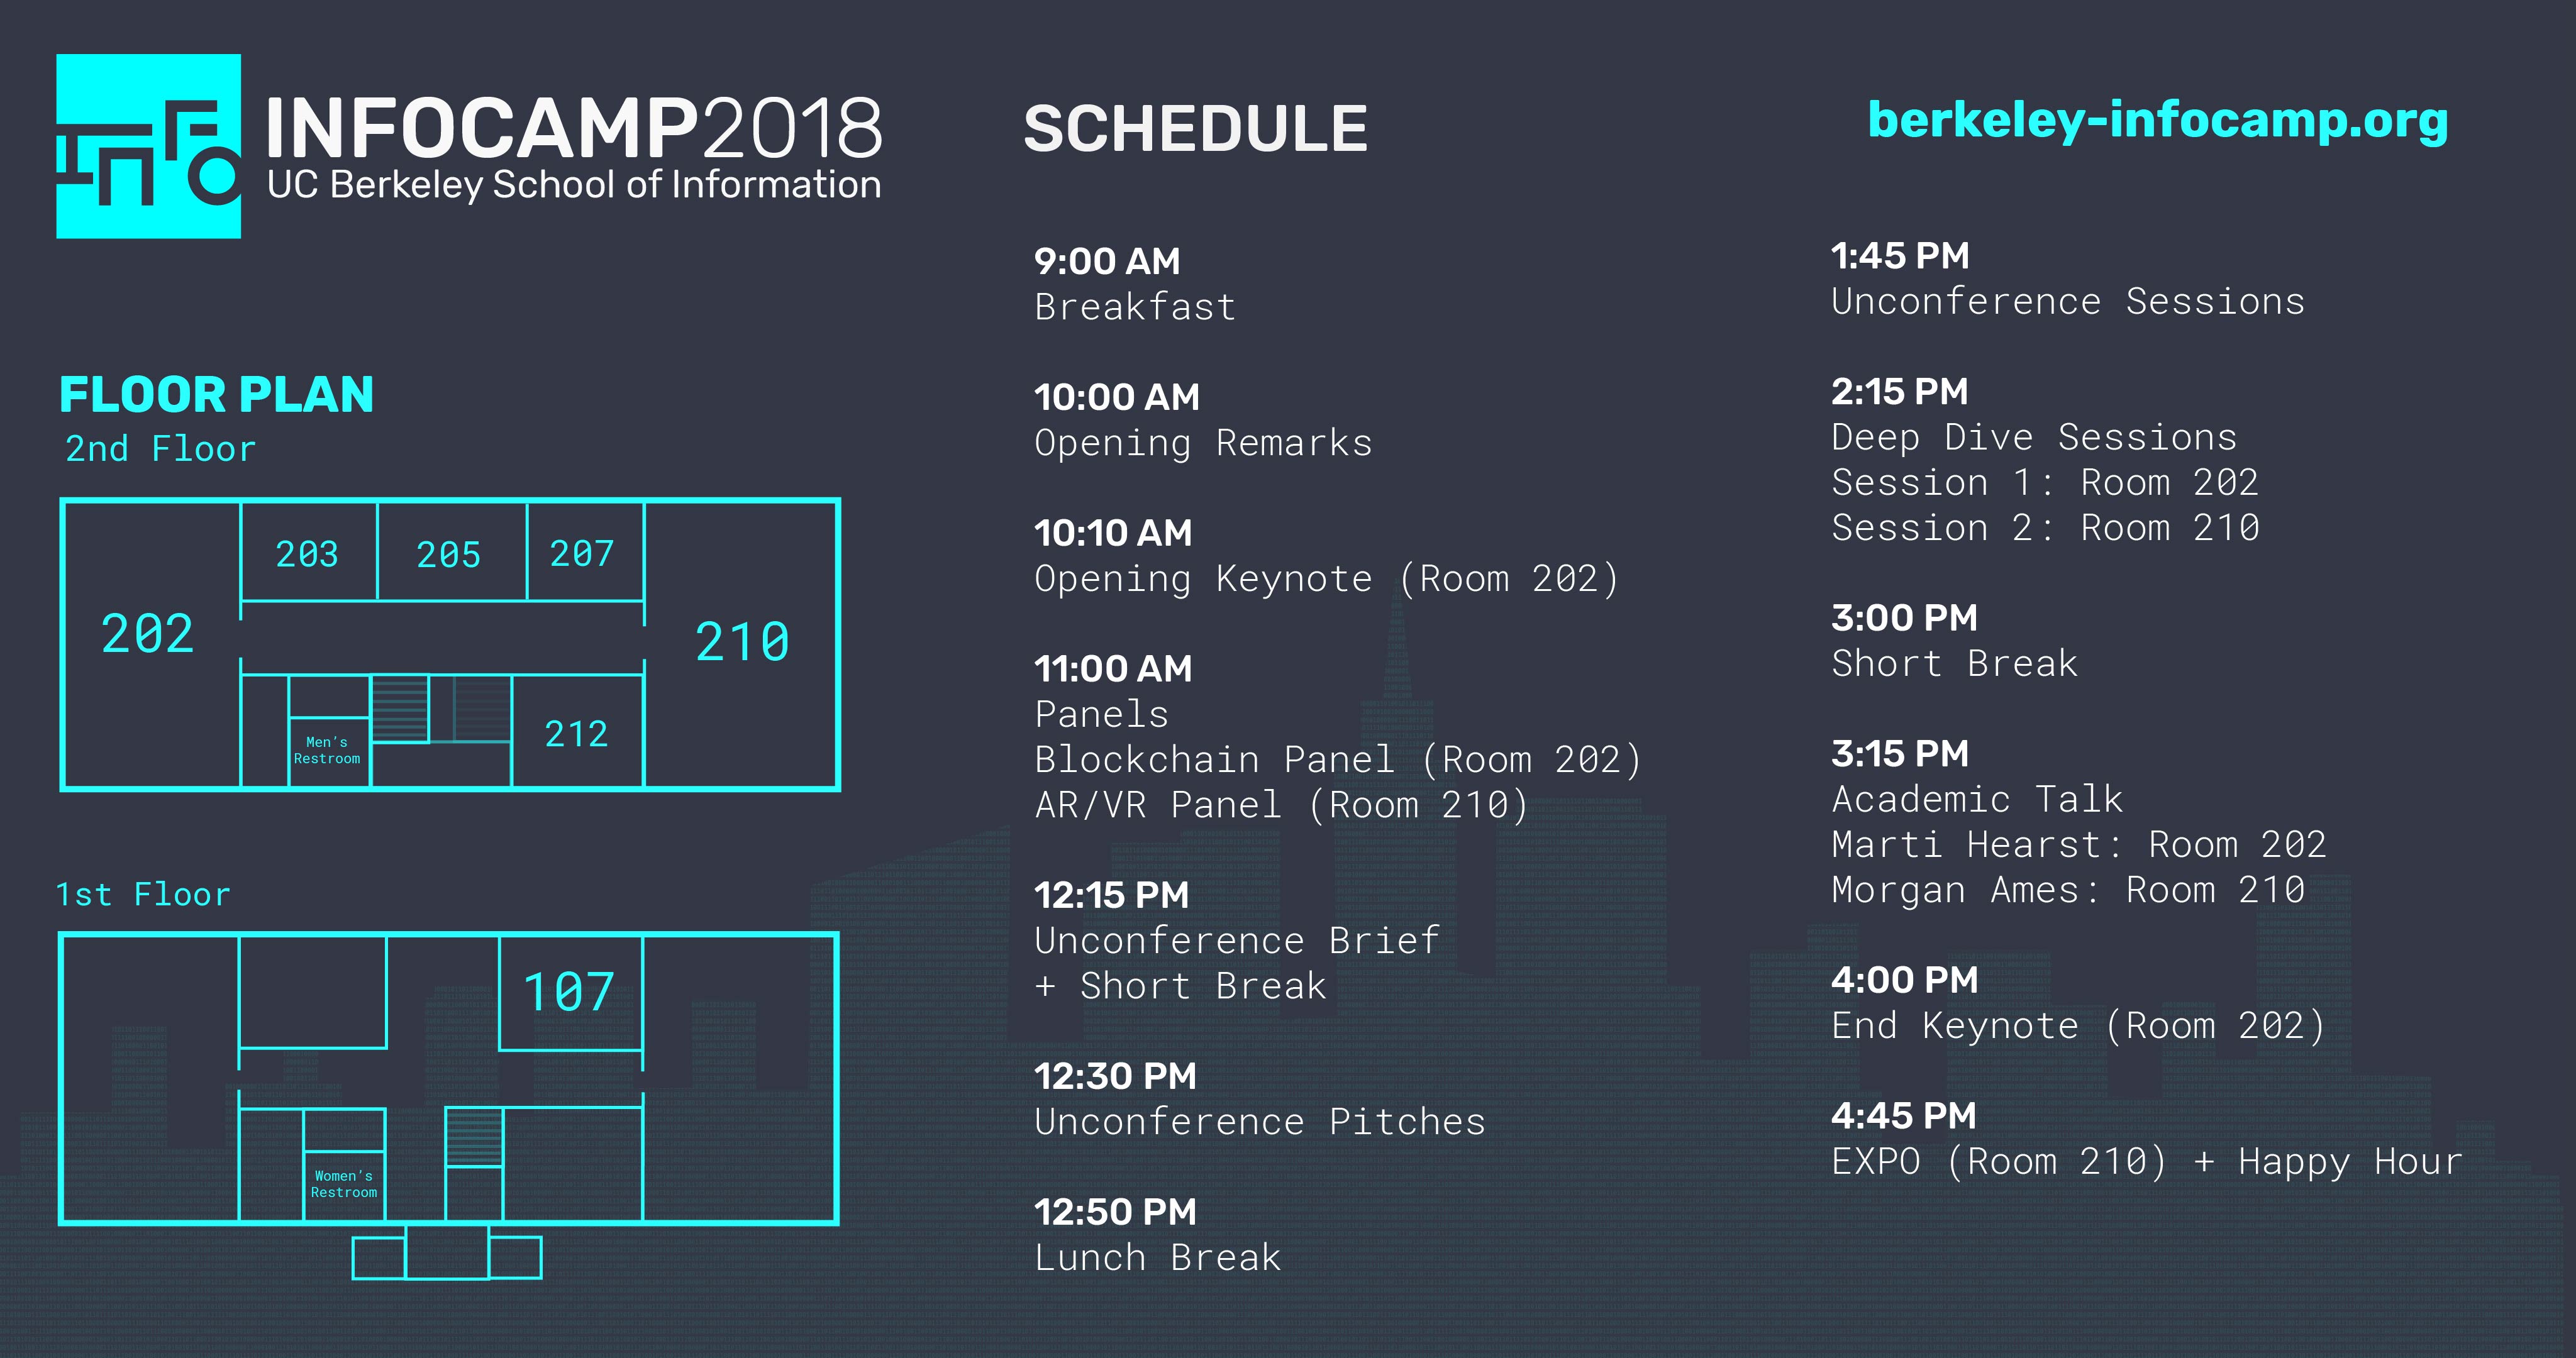 INFO
INFOCAMP2018
UC Berkeley School of Information
FLOOR PLAN
2nd Floor
203
205
207
202
210
Men's
Restroom
212
1st Floor
107
Women's
Restroom
SCHEDULE
9:00 AM
Breakfast
10:00 AM
Opening Remarks
10:10 AM
Opening Keynote (Room 202)
11:00 AM
Panels
Blockchain Panel (Room 202)
AR/VR Panel (Room 210)
12:15 PM
Unconference Brief
+ Short Break
12:30 PM
Unconference Pitches
12:50 PM
Lunch Break
berkeley-infocamp.org
1:45 PM
Unconference Sessions
2:15 PM
Deep Dive Sessions
Session 1: Room 202
Session 2: Room 210
3:00 PM
Short Break
3:15 PM
Academic Talk
Marti Hearst: Room 202
Morgan Ames: Room 210
4:00 PM
End Keynote (Room 202)
4:45 PM
EXPO (Room 210) + Happy Hour